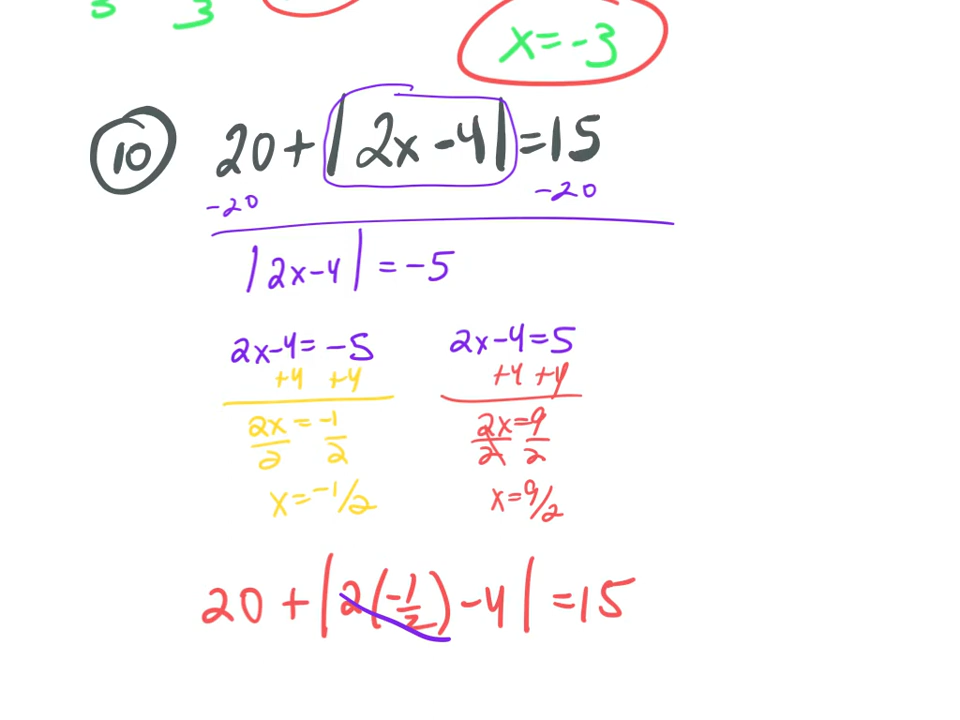 3 3
x=-3
10 20+|2x-4|=15
-20 -20
|2x-4|=-5
2x-4=-5 2x-4=5
+4 +4 +4 +4
2x=-1 2x=9
2 2 2 2
x=-1/2 x=9/2
20+|2(-1/2)-4|=15